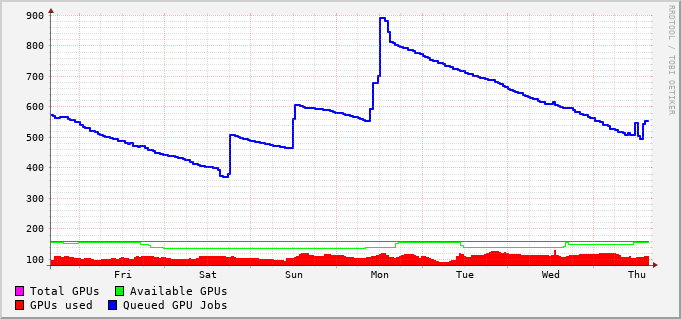 RRDTOOL / TOBI OETIKER
900
800
700
600
500
400
300
200
100
Fri Sat Sun Mon Tue Wed Thu
Total GPUs Available GPUs
GPUs used Queued GPU Jobs